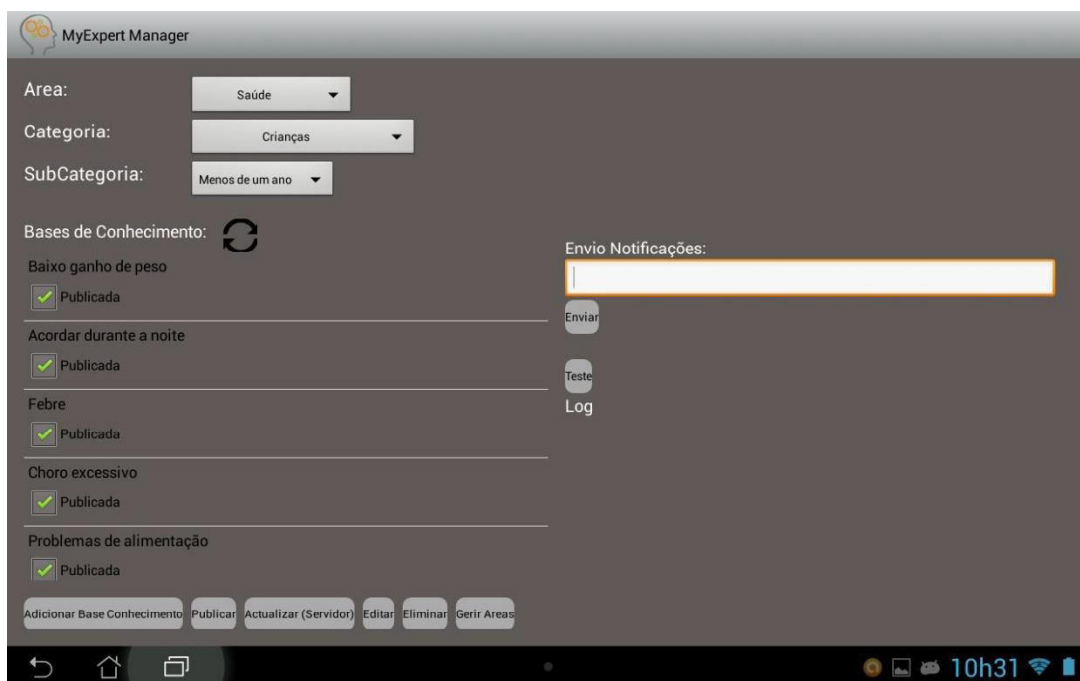 MyExpert Manager
Area:
Saúde
Categoria:
Crianças
SubCategoria:
Menos de um ano
Bases de Conhecimento:
Baixo ganho de peso
Publicada
Acordar durante a noite
Publicada
Febre
Publicada
Choro excessivo
Publicada
Problemas de alimentação
Publicada
Adicionar Base Conhecimento Publicar Actualizar (Servidor) Editar Eliminar Gerir Areas
Envio Notificações:
Enviar
Teste
Log
10h31